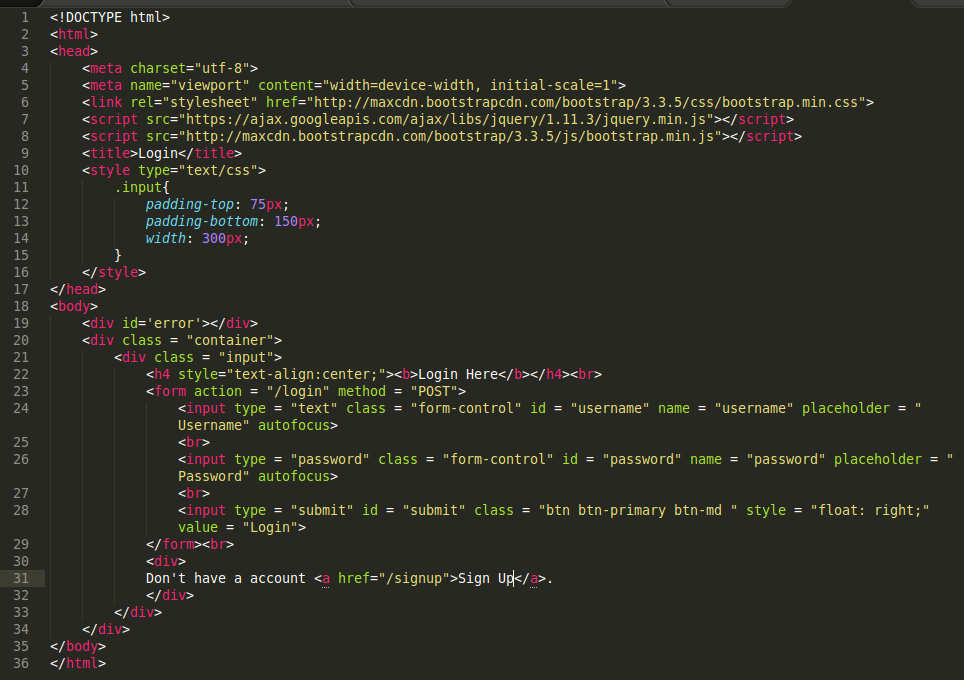 1 <!DOCTYPE html>
2 <html>
3 <head>
4 <meta charset="utf-8">
5 <meta name="viewport" content="width=device-width, initial-scale=1">
6 <link rel="stylesheet" href="http://maxcdn.bootstrapcdn.com/bootstrap/3.3.5/css/bootstrap.min.css">
7 <script src="https://ajax.googleapis.com/ajax/libs/jquery/1.11.3/jquery.min.js"></script>
8 <script src="http://maxcdn.bootstrapcdn.com/bootstrap/3.3.5/js/bootstrap.min.js"></script>
9 <title>Login</title>
10 <style type="text/css">
11 .input{
12 padding-top: 75px;
13 padding-bottom: 150px;
14 width: 300px;
15 }
16 </style>
17 </head>
18 <body>
19 <div id='error'></div>
20 <div class = "container">
21 <div class = "input">
22 <h4 style="text-align:center;"><b>Login Here</b></h4><br>
23 <form action = "/login" method = "POST">
24 <input type = "text" class = "form-control" id = "username" name = "username" placeholder = "
Username" autofocus>
25 <br>
26 <input type = "password" class = "form-control" id = "password" name = "password" placeholder = "
Password" autofocus>
27 <br>
28 <input type = "submit" id = "submit" class = "btn btn-primary btn-md " style = "float: right;"
value = "Login">
29 </form><br>
30 <div>
31 Don't have a account <a href="/signup">Sign Up</a>.
32 </div>
33 </div>
34 </div>
35 </body>
36 </html>